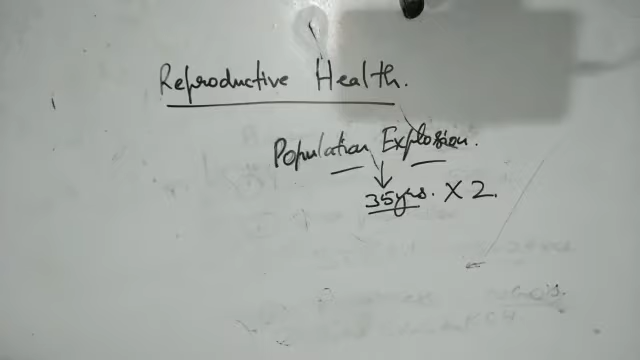 Reproductive Health.
Population Explosion.
35yrs. X 2.